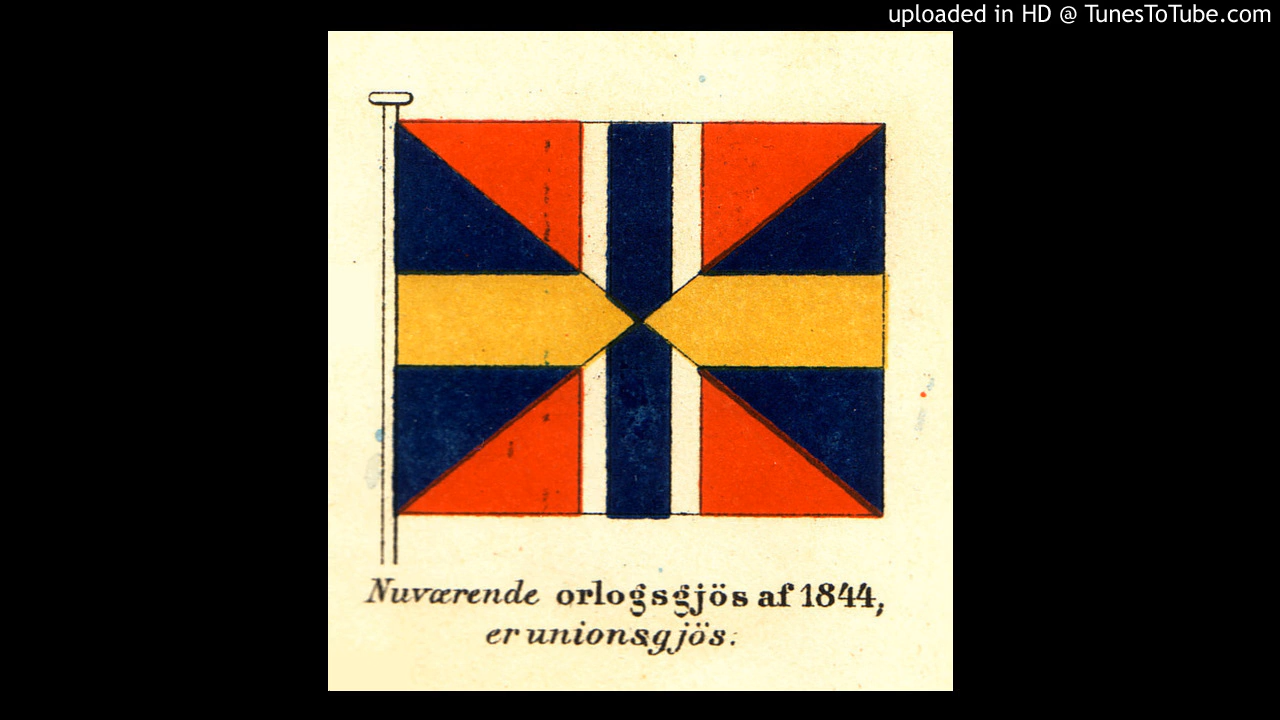 uploaded in HD @ TunesToTube.com
Nuværende orlogsgjös af 1844,
er unionsgjös.